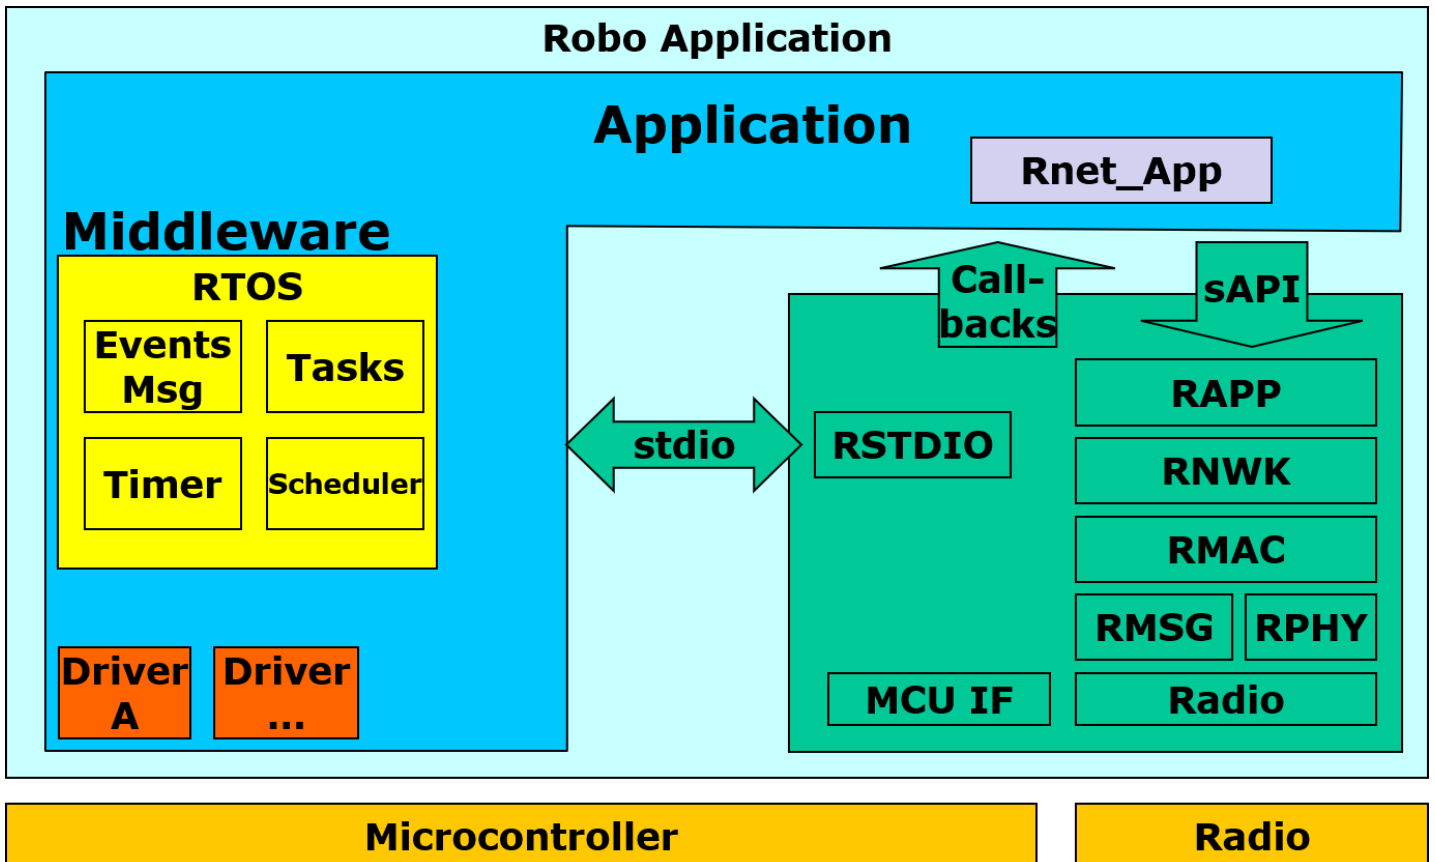 Robo Application
Application
Rnet_App
Middleware
RTOS
Events
Msg
Tasks
Timer
Scheduler
Driver
A
Driver
...
stdio
Call-
backs
sAPI
RSTDIO
RAPP
RNWK
RMAC
RMSG
RPHY
MCU IF
Radio
Microcontroller
Radio